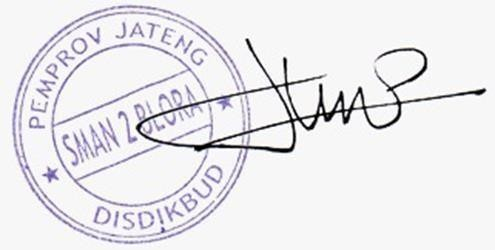 PEMPROV JATENG
SMAN 2 BLORA
DISDIKBUD